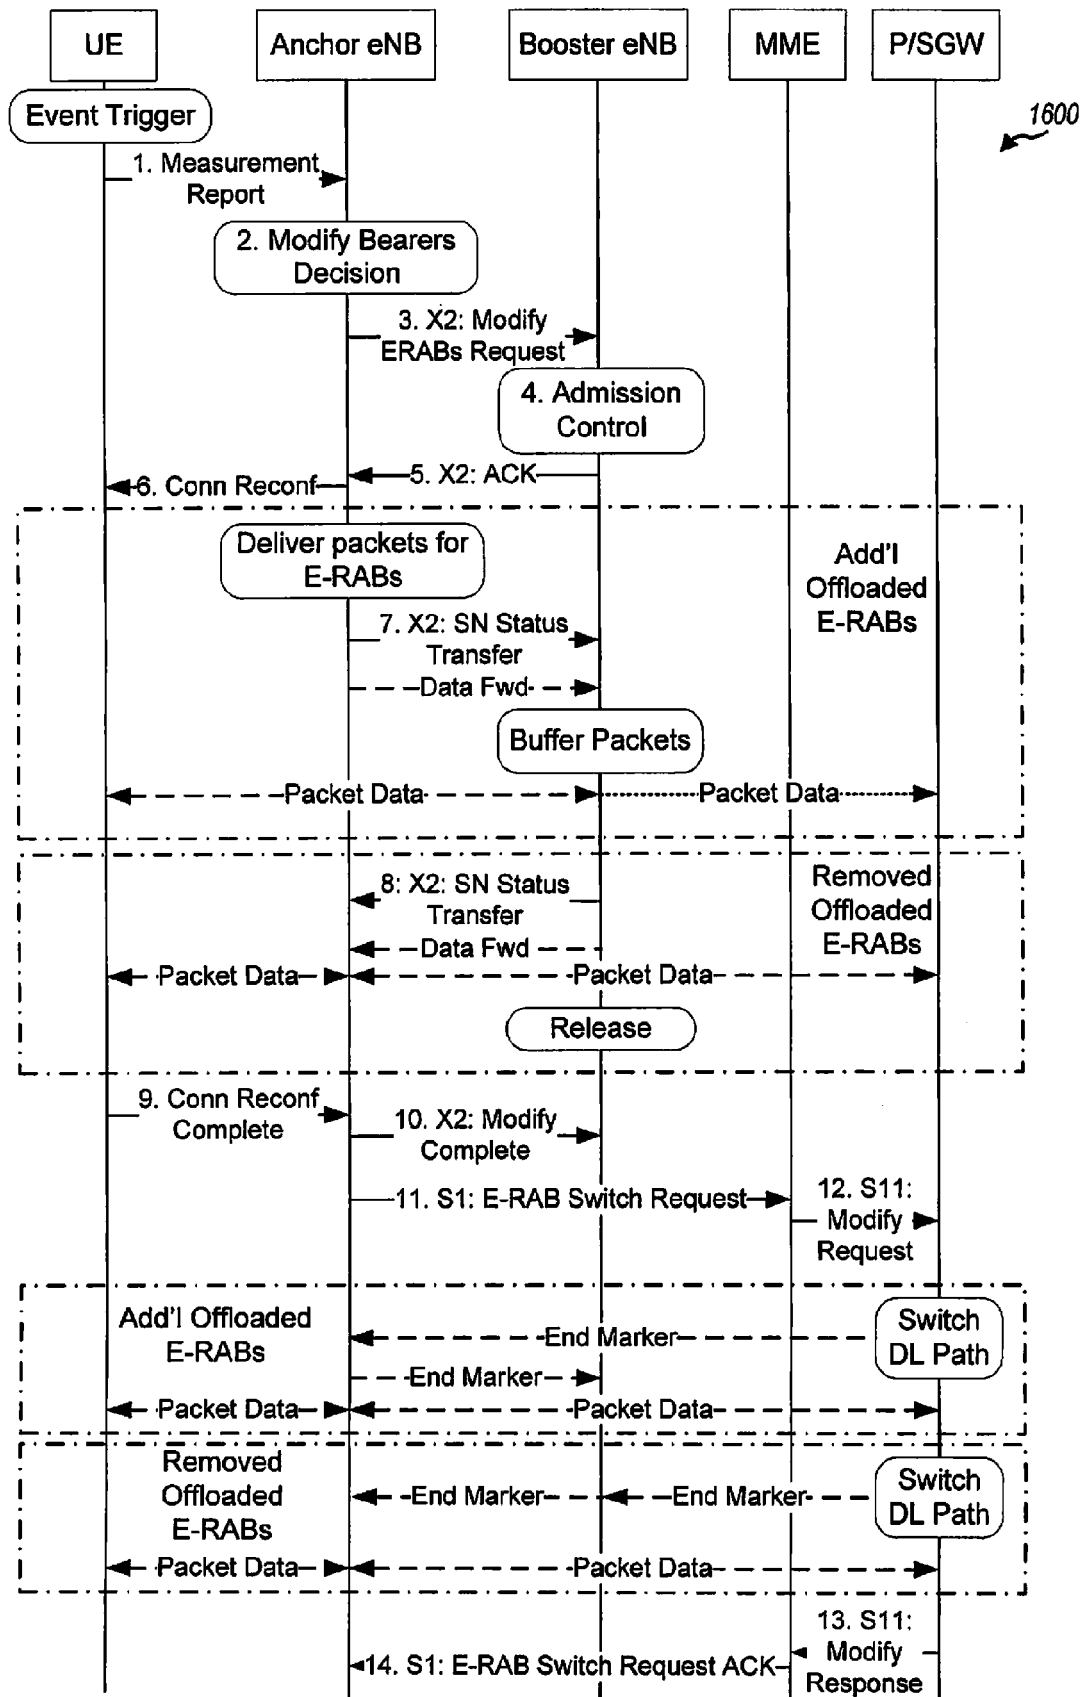 UE
Anchor eNB
Booster eNB
MME
P/SGW
1600
Event Trigger
1. Measurement
Report
2. Modify Bearers
Decision
3. X2: Modify
ERABs Request
4. Admission
Control
5. X2: ACK
6. Conn Reconf
Deliver packets for
E-RABs
Add'l
Offloaded
E-RABs
7. X2: SN Status
Transfer
Data Fwd
Buffer Packets
Packet Data
Packet Data
8: X2: SN Status
Transfer
Removed
Offloaded
E-RABs
Data Fwd
Packet Data
Packet Data
Release
9. Conn Reconf
Complete
10. X2: Modify
Complete
11. S1: E-RAB Switch Request
12. S11:
Modify
Request
Add'l Offloaded
E-RABs
End Marker
Switch
DL Path
End Marker
Packet Data
Packet Data
Removed
Offloaded
E-RABs
End Marker
End Marker
Switch
DL Path
Packet Data
Packet Data
13. S11:
Modify
Response
14. S1: E-RAB Switch Request ACK